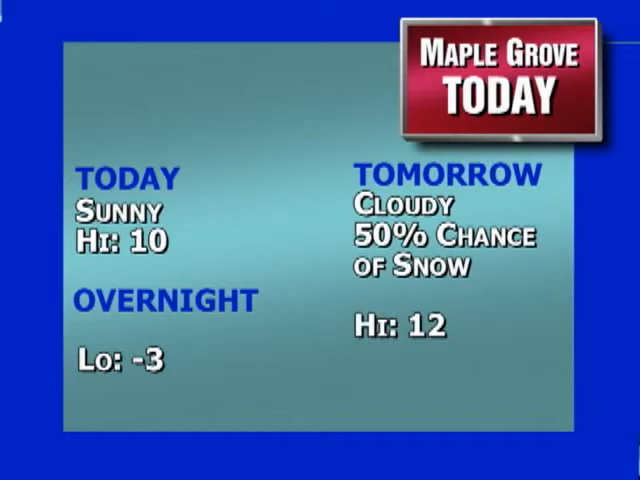 Maple Grove
TODAY
TODAY
Sunny
Hi: 10
OVERNIGHT
Lo: -3
TOMORROW
Cloudy
50% Chance
of Snow
Hi: 12